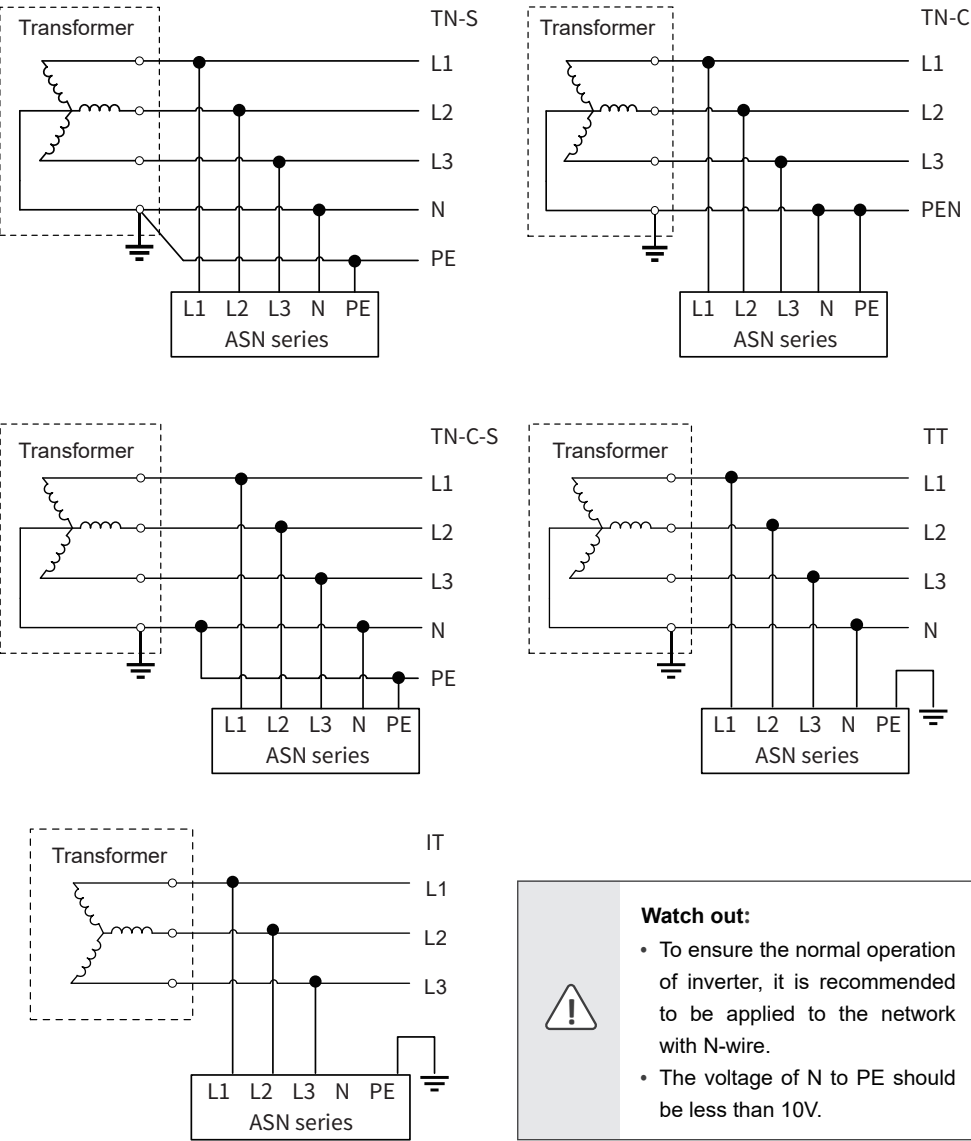 Transformer
TN-S
L1
L2
L3
N
PE
L1 L2 L3 N PE
ASN series
Transformer
TN-C
L1
L2
L3
PEN
L1 L2 L3 N PE
ASN series
Transformer
TN-C-S
L1
L2
L3
N
PE
L1 L2 L3 N PE
ASN series
Transformer
TT
L1
L2
L3
N
L1 L2 L3 N PE
ASN series
Transformer
IT
L1
L2
L3
L1 L2 L3 N PE
ASN series
Watch out:
• To ensure the normal operation
of inverter, it is recommended
to be applied to the network
with N-wire.
• The voltage of N to PE should
be less than 10V.